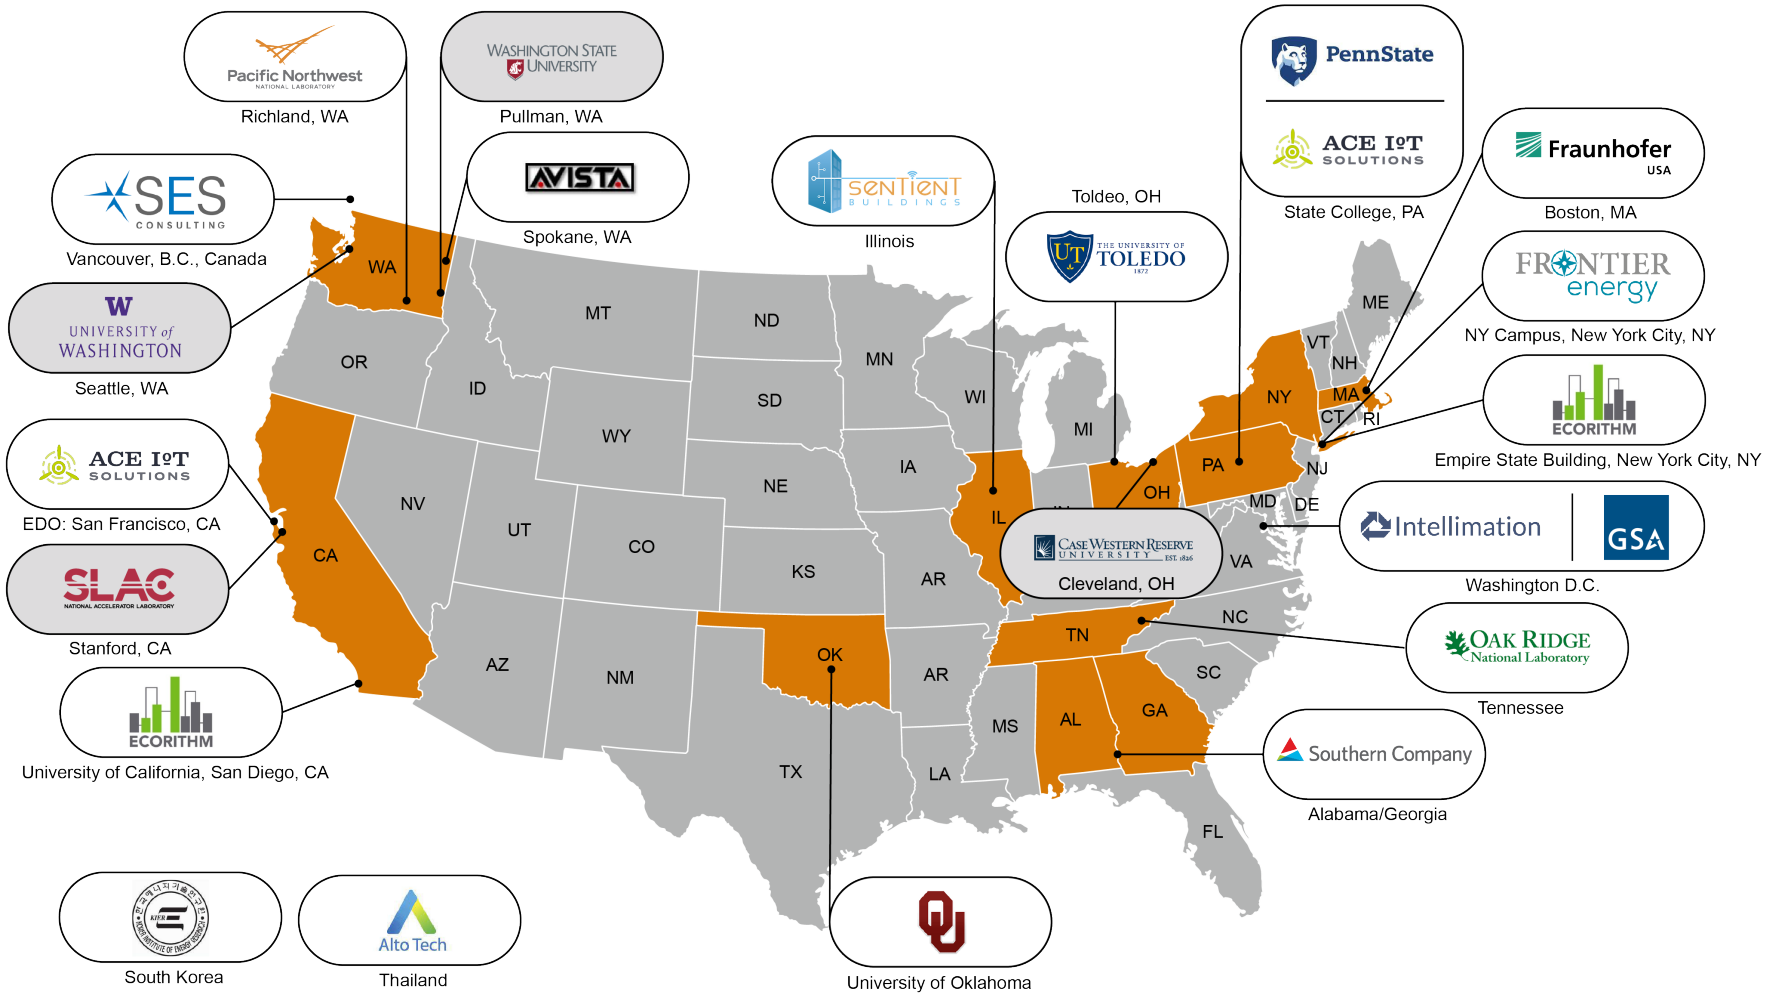 Pacific Northwest
NATIONAL LABORATORY
Richland, WA
WASHINGTON STATE
UNIVERSITY
Pullman, WA
AVISTA
Spokane, WA
SES
CONSULTING
Vancouver, B.C., Canada
W
UNIVERSITY of
WASHINGTON
Seattle, WA
ACE IoT
SOLUTIONS
EDO: San Francisco, CA
SLAC
NATIONAL ACCELERATOR LABORATORY
Stanford, CA
ECORITHM
University of California, San Diego, CA
KIER
South Korea
Alto Tech
Thailand
OU
University of Oklahoma
SENTIENT
BUILDINGS
Illinois
Toldeo, OH
UT
THE UNIVERSITY OF
TOLEDO
1872
PennState
ACE IoT
SOLUTIONS
State College, PA
Fraunhofer
USA
Boston, MA
FRONTIER
energy
NY Campus, New York City, NY
ECORITHM
Empire State Building, New York City, NY
Intellimation
GSA
Washington D.C.
OAK RIDGE
National Laboratory
Tennessee
Southern Company
Alabama/Georgia
CASE WESTERN RESERVE
UNIVERSITY
EST. 1826
Cleveland, OH
WA
OR
ID
MT
ND
MN
WI
MI
SD
WY
NE
IA
IL
OH
PA
NY
VT
NH
ME
MA
CT
RI
NJ
DE
MD
VA
NV
UT
CO
KS
AR
CA
AZ
NM
OK
AR
TN
NC
SC
TX
LA
MS
AL
GA
FL